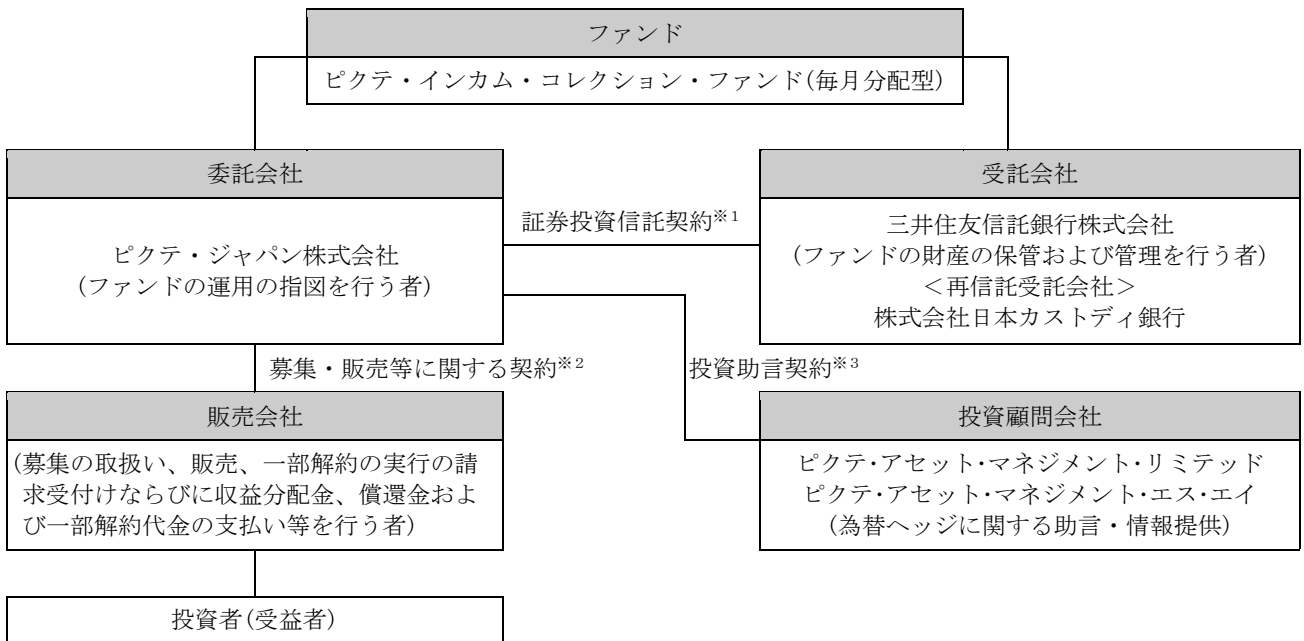 ファンド
ピクテ・インカム・コレクション・ファンド(毎月分配型)
委託会社
ピクテ・ジャパン株式会社
(ファンドの運用の指図を行う者)
証券投資信託契約※1
受託会社
三井住友信託銀行株式会社
(ファンドの財産の保管および管理を行う者)
＜再信託受託会社＞
株式会社日本カストディ銀行
募集・販売等に関する契約※2
投資助言契約※3
販売会社
(募集の取扱い、販売、一部解約の実行の請
求受付けならびに収益分配金、償還金およ
び一部解約代金の支払い等を行う者)
投資顧問会社
ピクテ・アセット・マネジメント・リミテッド
ピクテ・アセット・マネジメント・エス・エイ
(為替ヘッジに関する助言・情報提供)
投資者(受益者)